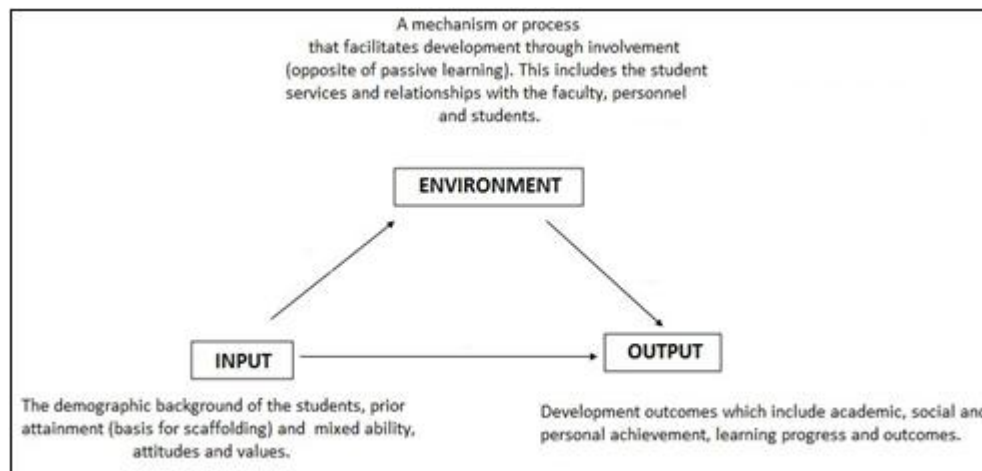 A mechanism or process
that facilitates development through involvement
(opposite of passive learning). This includes the student
services and relationships with the faculty, personnel
and students.
ENVIRONMENT
INPUT
OUTPUT
The demographic background of the students, prior
attainment (basis for scaffolding) and mixed ability,
attitudes and values.
Development outcomes which include academic, social and
personal achievement, learning progress and outcomes.